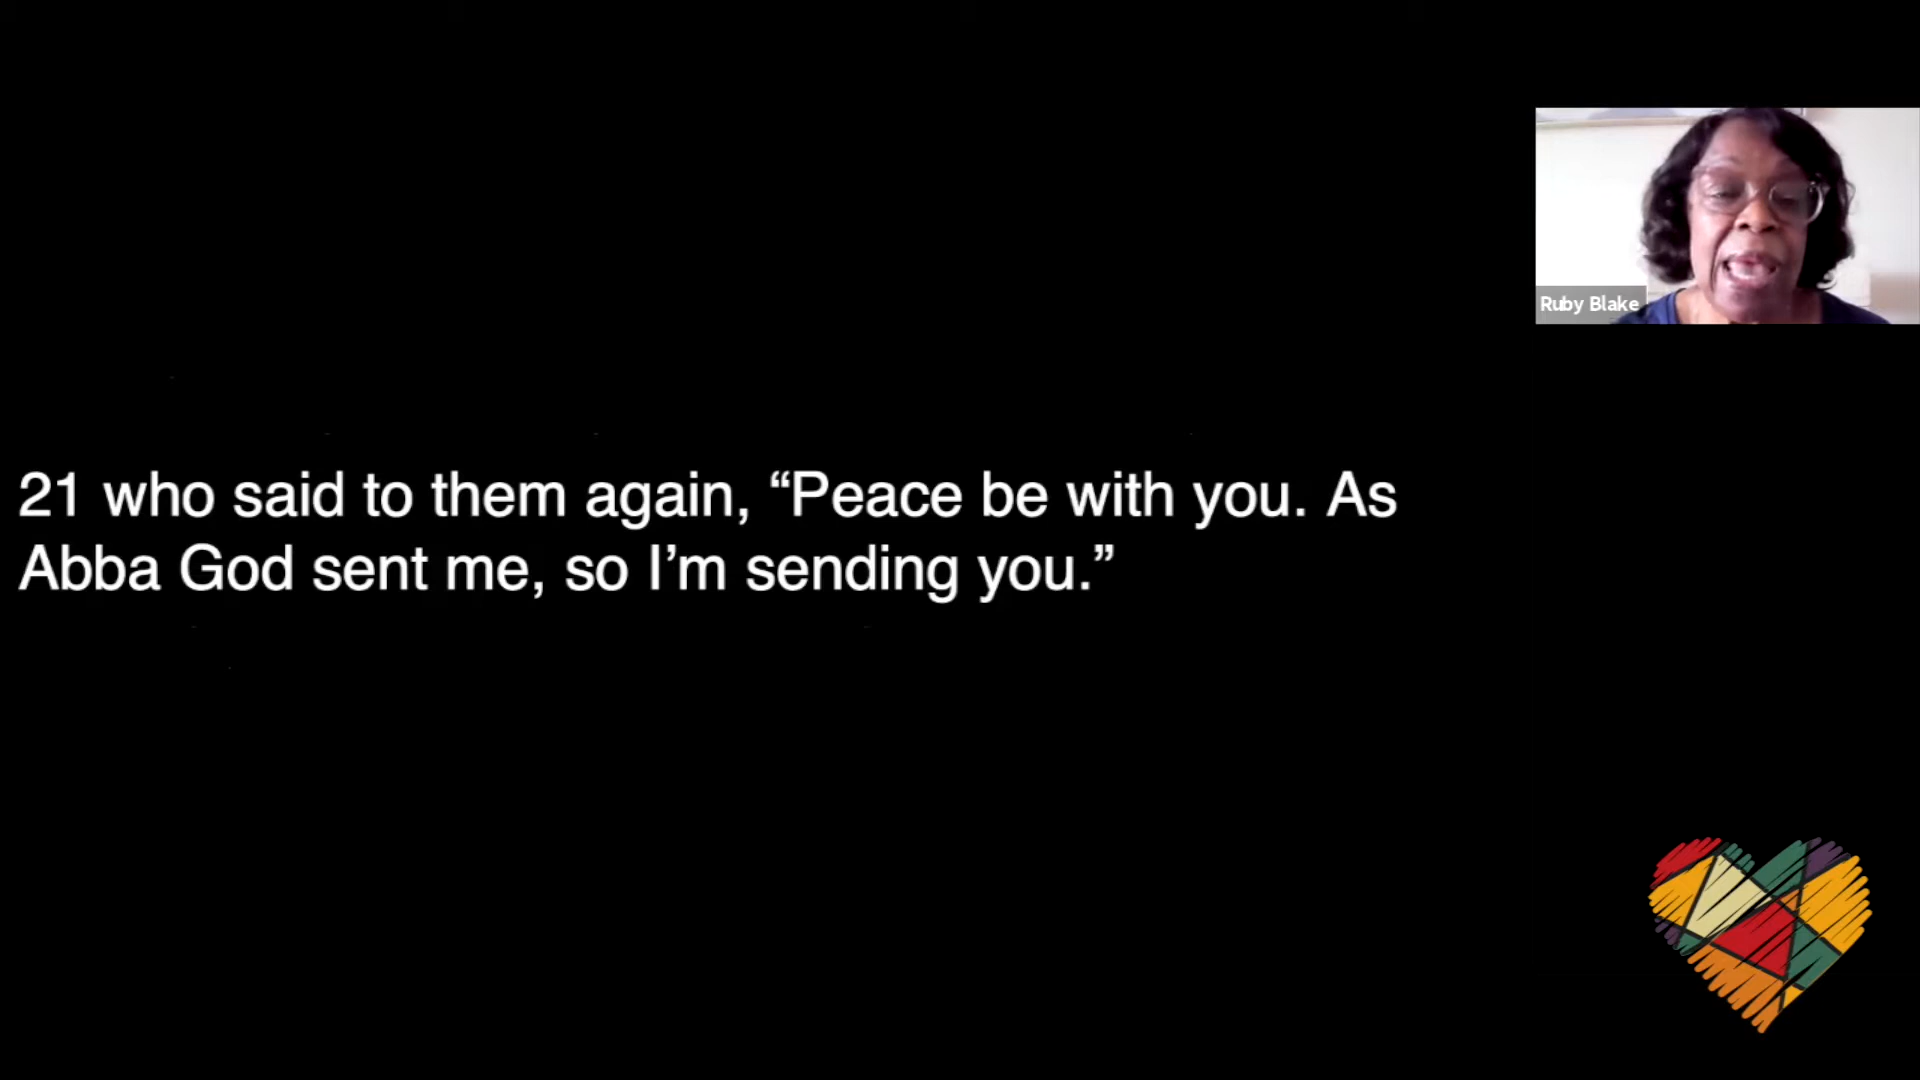 Ruby Blake
21 who said to them again, “Peace be with you. As
Abba God sent me, so I’m sending you.”